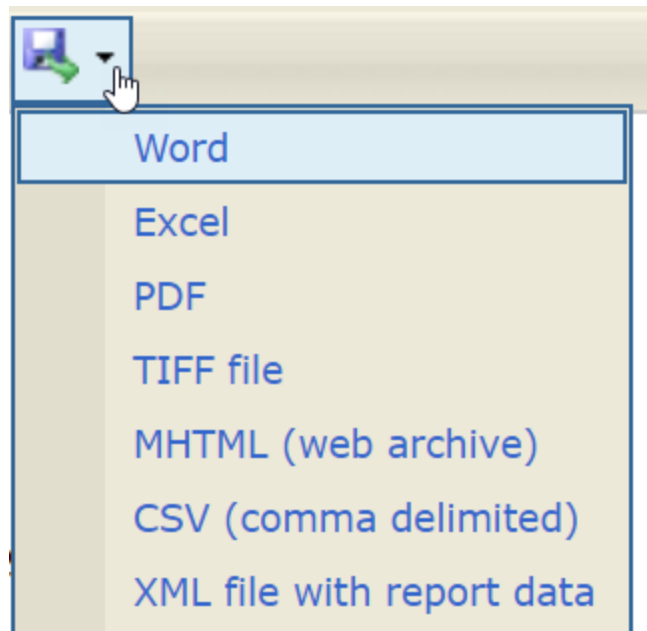 Word
Excel
PDF
TIFF file
MHTML (web archive)
CSV (comma delimited)
XML file with report data